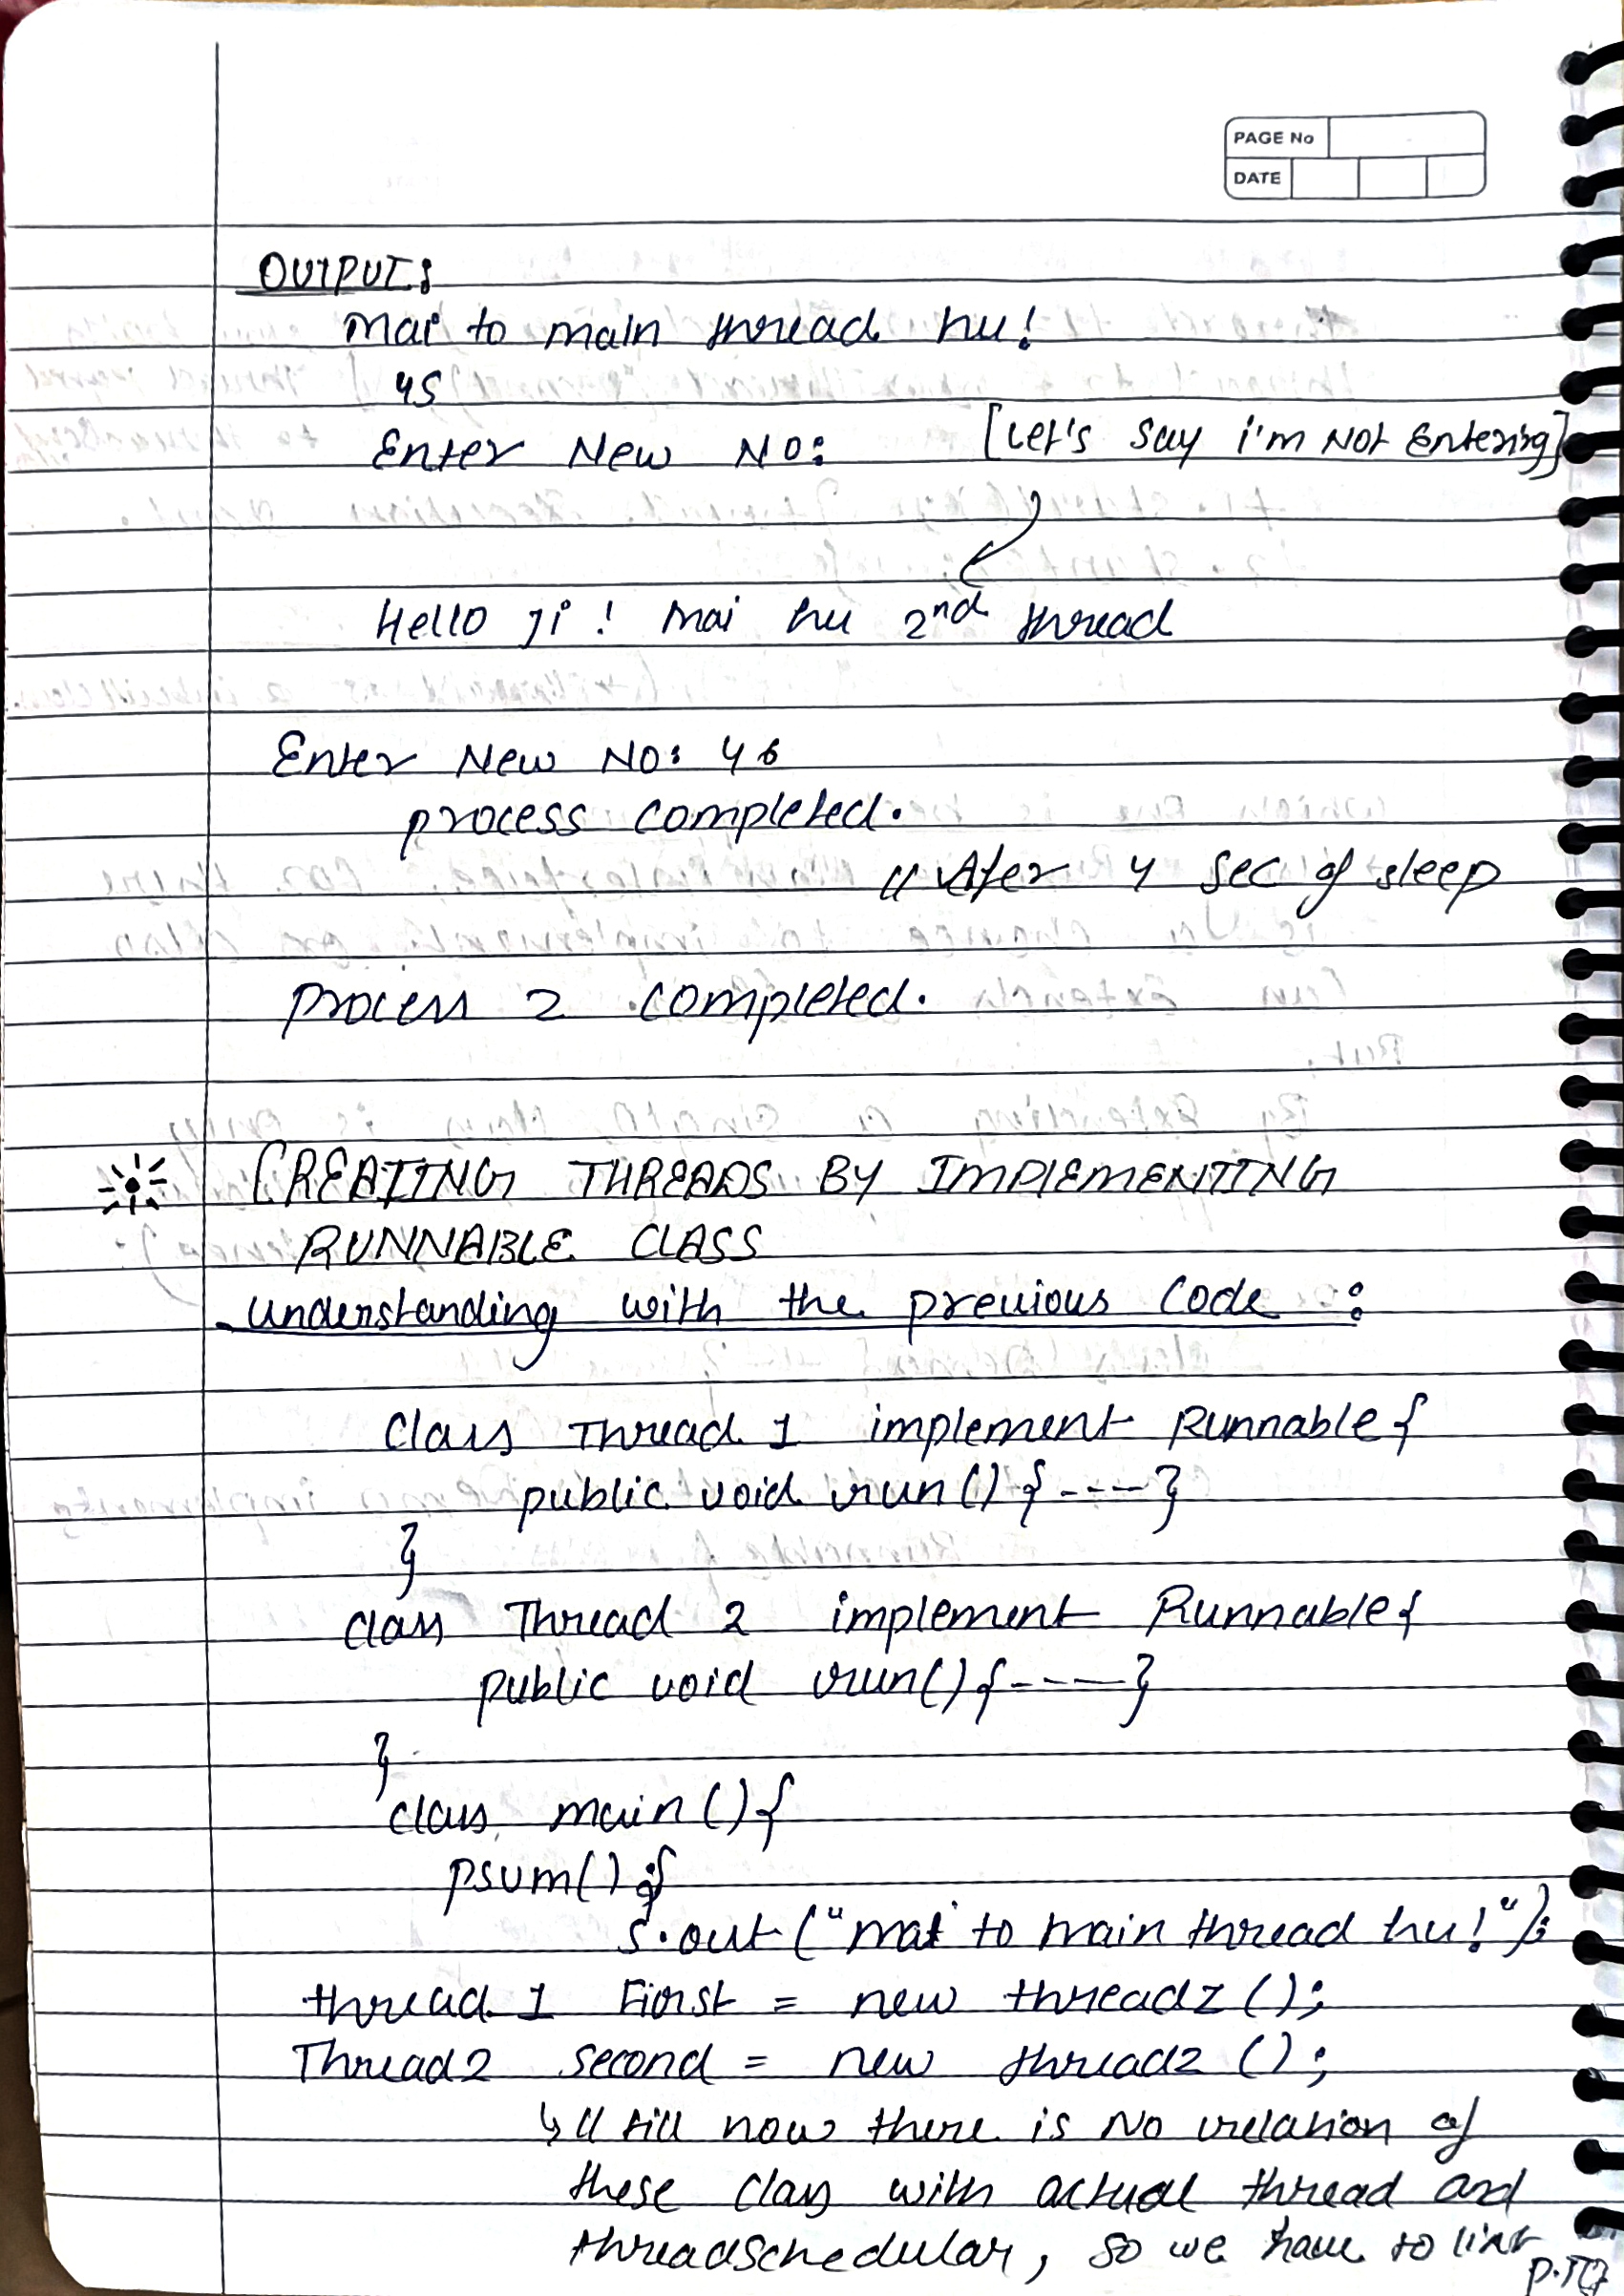 PAGE No
DATE
OUTPUT:
Mai to main thread hu!
45
Enter New No: [Let's say i'm Not Entering]
Hello ji! mai hu 2nd thread
Enter New No: 46
process completed.
// After 4 sec of sleep
process 2 completed.
CREATING THREADS BY IMPLEMENTING
RUNNABLE CLASS
understanding with the previous code :
class Thread 1 implement Runnable{
public void run() { ---- }
}
class Thread 2 implement Runnable{
public void run() { ---- }
}
class main () {
psvm() {
S.out ("mai to main thread hu!");
thread 1 First = new thread1 ();
Thread2 second = new thread2 ();
↳ // till now there is No relation of
these class with actual thread and
threadschedular, so we have to link
P.T.O